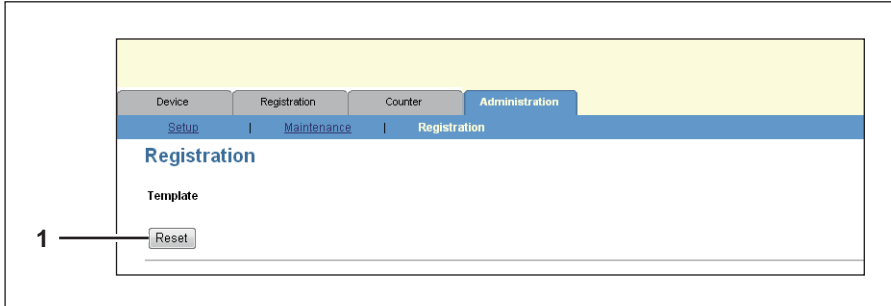 Device Registration Counter Administration
Setup | Maintenance | Registration
Registration
Template
1 Reset